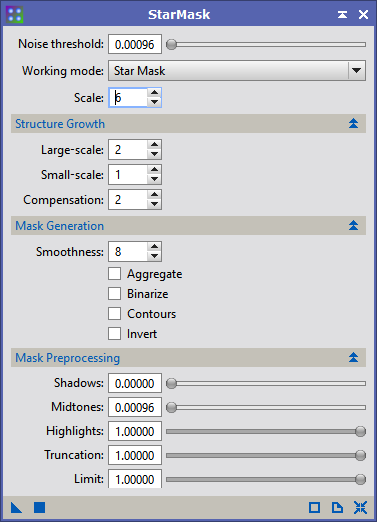 StarMask
Noise threshold: 0.00096
Working mode: Star Mask
Scale: 6
Structure Growth
Large-scale: 2
Small-scale: 1
Compensation: 2
Mask Generation
Smoothness: 8
Aggregate
Binarize
Contours
Invert
Mask Preprocessing
Shadows: 0.00000
Midtones: 0.00096
Highlights: 1.00000
Truncation: 1.00000
Limit: 1.00000